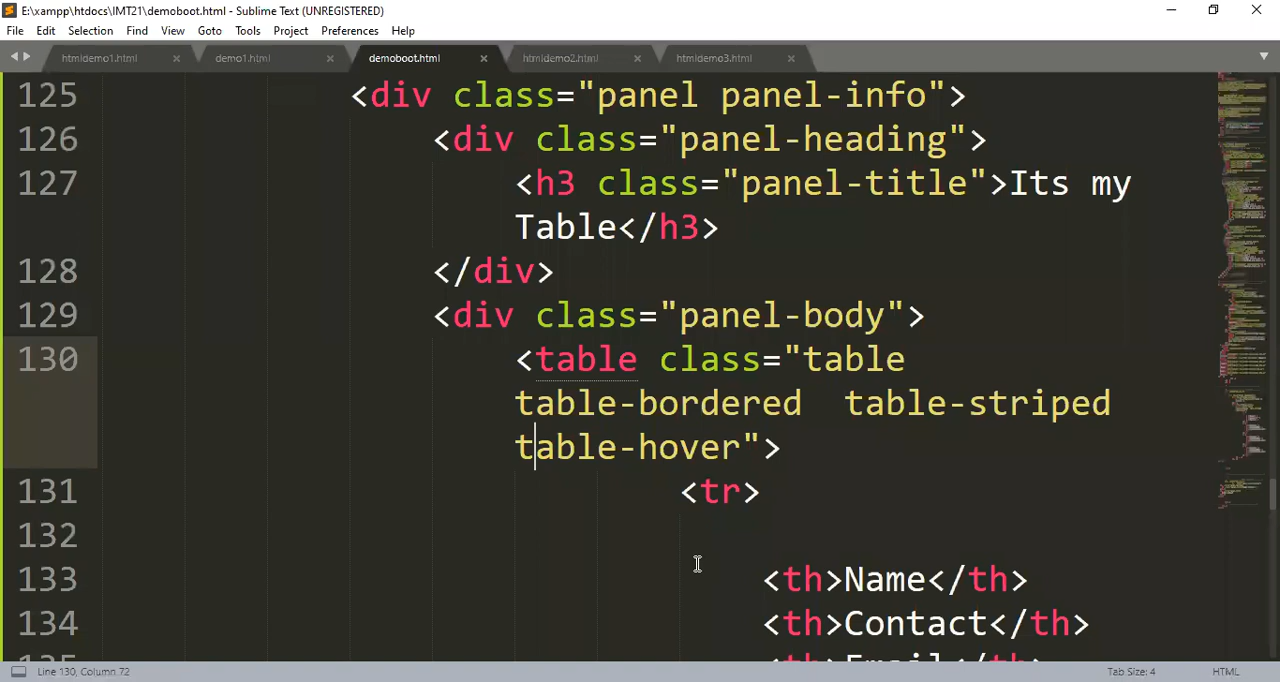 E:\xampp\htdocs\IMT21\demoboot.html - Sublime Text (UNREGISTERED)
File Edit Selection Find View Goto Tools Project Preferences Help
htmldemo1.html × demo1.html × demoboot.html × htmldemo2.html × htmldemo3.html ×
125 <div class="panel panel-info">
126 <div class="panel-heading">
127 <h3 class="panel-title">Its my
Table</h3>
128 </div>
129 <div class="panel-body">
130 <table class="table
table-bordered  table-striped
table-hover">
131 <tr>
132
133 <th>Name</th>
134 <th>Contact</th>
135 <th>Email</th>
Line 130, Column 72 Tab Size: 4 HTML